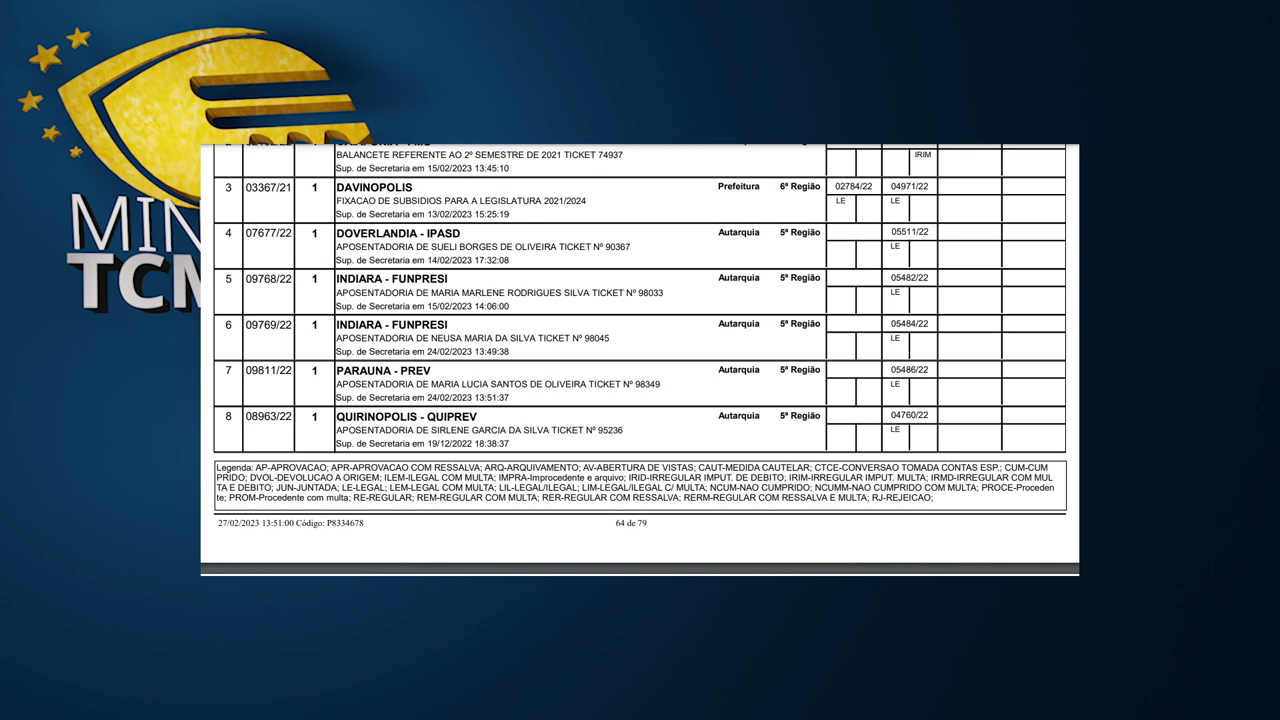 MIN
TCM
BALANCETE REFERENTE AO 2º SEMESTRE DE 2021 TICKET 74937
IRIM
Sup. de Secretaria em 15/02/2023 13:45:10
3 03367/21 1 DAVINOPOLIS Prefeitura 6ª Região 02784/22 04971/22
FIXACAO DE SUBSIDIOS PARA A LEGISLATURA 2021/2024 LE LE
Sup. de Secretaria em 13/02/2023 15:25:19
4 07677/22 1 DOVERLANDIA - IPASD Autarquia 5ª Região 05511/22
APOSENTADORIA DE SUELI BORGES DE OLIVEIRA TICKET Nº 90367 LE
Sup. de Secretaria em 14/02/2023 17:32:08
5 09768/22 1 INDIARA - FUNPRESI Autarquia 5ª Região 05482/22
APOSENTADORIA DE MARIA MARLENE RODRIGUES SILVA TICKET Nº 98033 LE
Sup. de Secretaria em 15/02/2023 14:06:00
6 09769/22 1 INDIARA - FUNPRESI Autarquia 5ª Região 05484/22
APOSENTADORIA DE NEUSA MARIA DA SILVA TICKET Nº 98045 LE
Sup. de Secretaria em 24/02/2023 13:49:38
7 09811/22 1 PARAUNA - PREV Autarquia 5ª Região 05486/22
APOSENTADORIA DE MARIA LUCIA SANTOS DE OLIVEIRA TICKET Nº 98349 LE
Sup. de Secretaria em 24/02/2023 13:51:37
8 08963/22 1 QUIRINOPOLIS - QUIPREV Autarquia 5ª Região 04760/22
APOSENTADORIA DE SIRLENE GARCIA DA SILVA TICKET Nº 95236 LE
Sup. de Secretaria em 19/12/2022 18:38:37
Legenda: AP-APROVACAO; APR-APROVACAO COM RESSALVA; ARQ-ARQUIVAMENTO; AV-ABERTURA DE VISTAS; CAUT-MEDIDA CAUTELAR; CTCE-CONVERSAO TOMADA CONTAS ESP.; CUM-CUM
PRIDO; DVOL-DEVOLUCAO A ORIGEM; ILEM-ILEGAL COM MULTA; IMPRA-Improcedente e arquivo; IRID-IRREGULAR IMPUT. DE DEBITO; IRIM-IRREGULAR IMPUT. MULTA; IRMD-IRREGULAR COM MUL
TA E DEBITO; JUN-JUNTADA; LE-LEGAL; LEM-LEGAL COM MULTA; LIL-LEGAL/ILEGAL; LIM-LEGAL/ILEGAL C/ MULTA; NCUM-NAO CUMPRIDO; NCUMM-NAO CUMPRIDO COM MULTA; PROCE-Proceden
te; PROM-Procedente com multa; RE-REGULAR; REM-REGULAR COM MULTA; RER-REGULAR COM RESSALVA; RERM-REGULAR COM RESSALVA E MULTA; RJ-REJEICAO;
27/02/2023 13:51:00 Código: P8334678 64 de 79